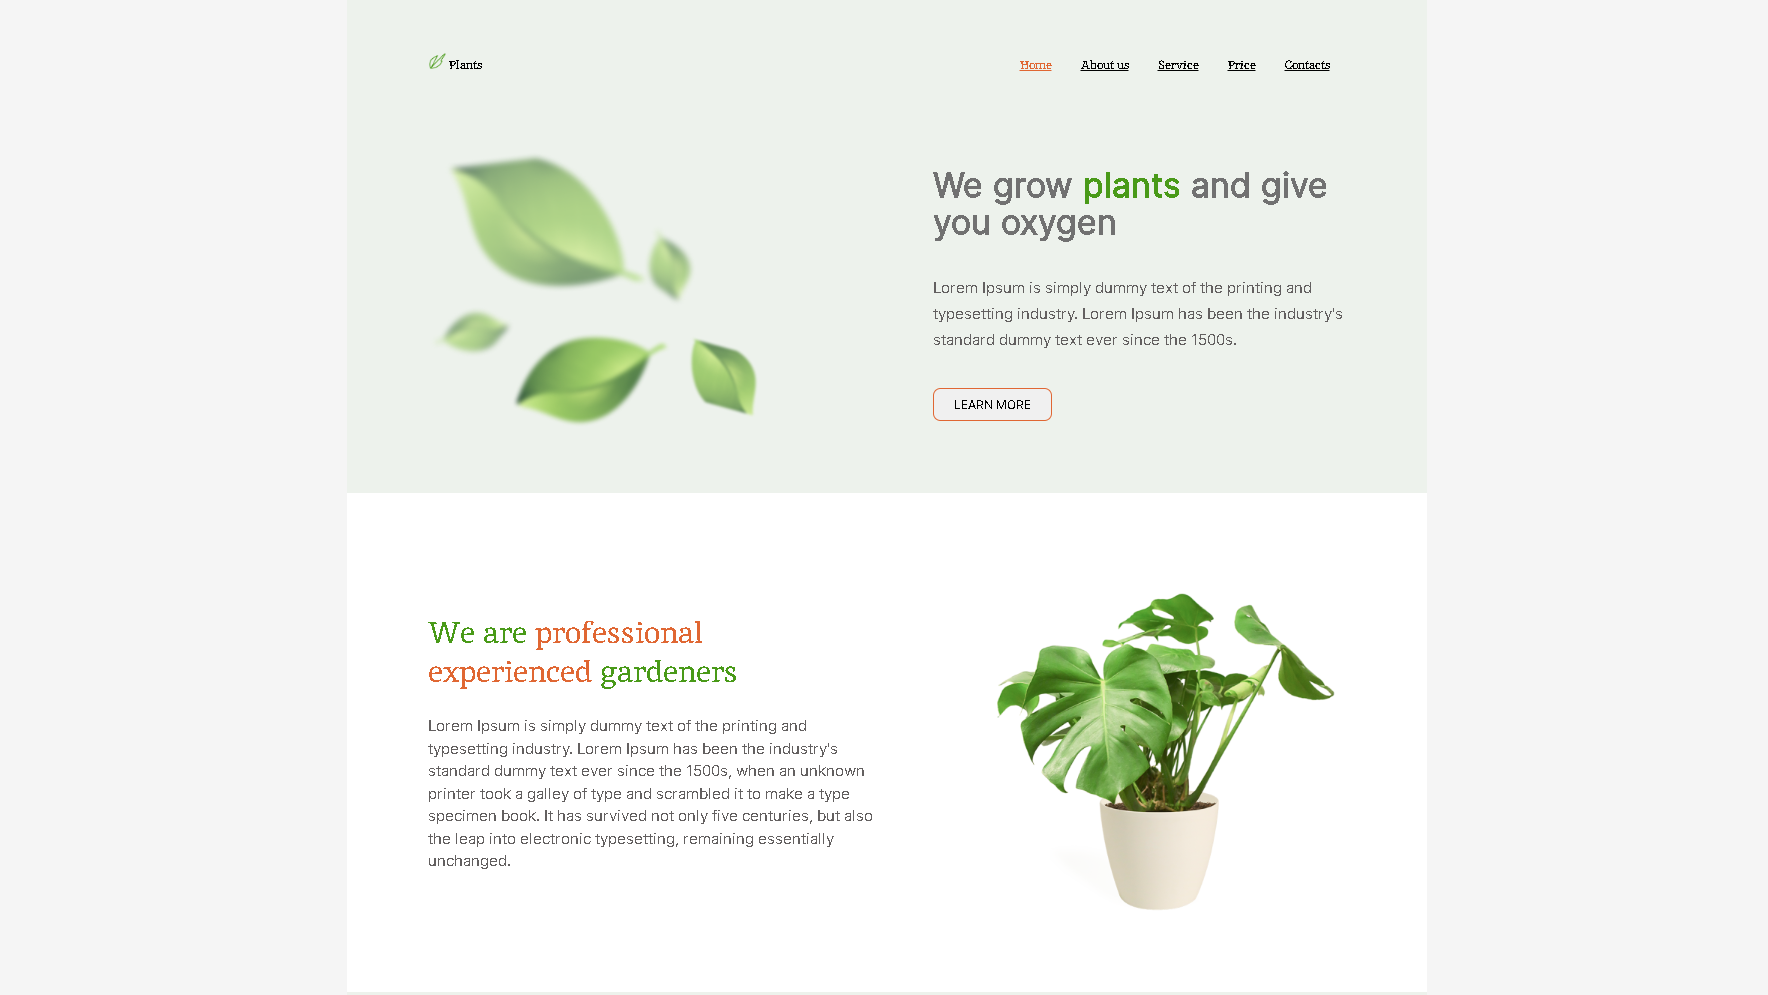 Plants
Home About us Service Price Contacts
We grow plants and give
you oxygen
Lorem Ipsum is simply dummy text of the printing and
typesetting industry. Lorem Ipsum has been the industry's
standard dummy text ever since the 1500s.
LEARN MORE
We are professional
experienced gardeners
Lorem Ipsum is simply dummy text of the printing and
typesetting industry. Lorem Ipsum has been the industry's
standard dummy text ever since the 1500s, when an unknown
printer took a galley of type and scrambled it to make a type
specimen book. It has survived not only five centuries, but also
the leap into electronic typesetting, remaining essentially
unchanged.